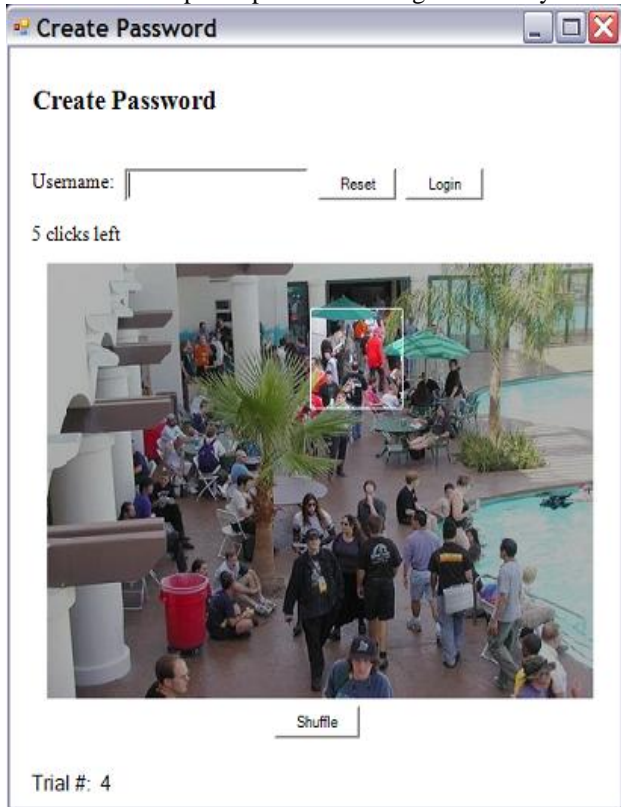 Create Password
Create Password
Username: Reset Login
5 clicks left
Shuffle
Trial #: 4